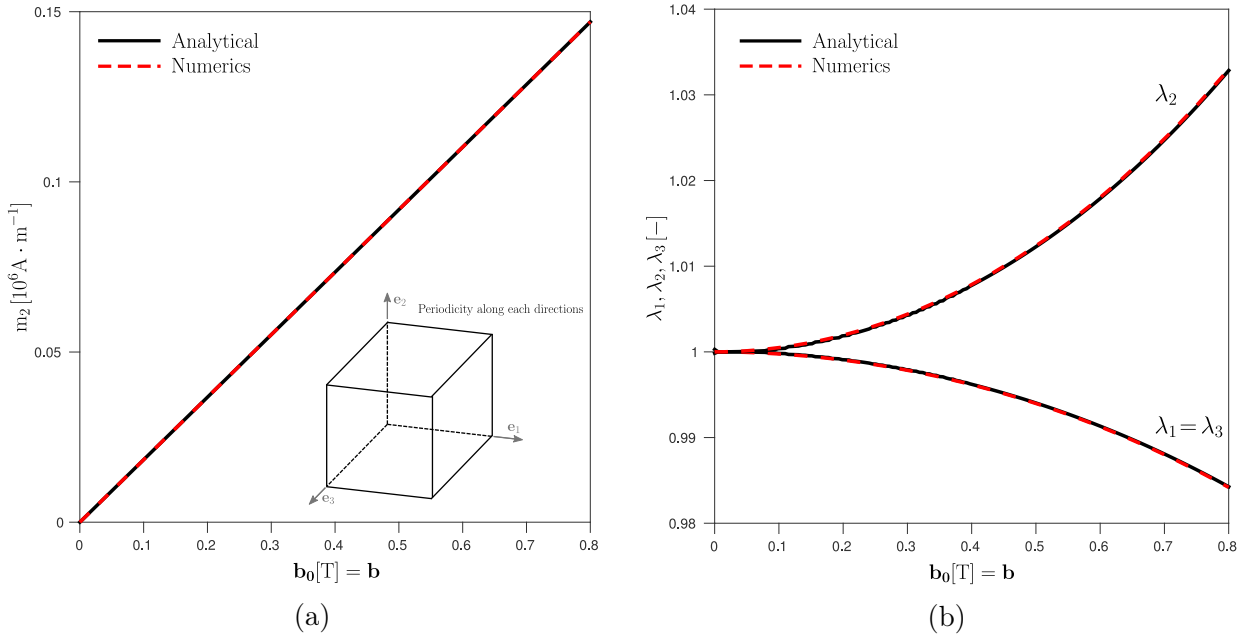 0.15
0.1
0.05
0
m₂[10⁶A · m⁻¹]
Analytical
Numerics
Periodicity along each directions
e₂
e₁
e₃
0 0.1 0.2 0.3 0.4 0.5 0.6 0.7 0.8
b₀[T] = b
(a)
1.04
1.03
1.02
1.01
1
0.99
0.98
λ₁, λ₂, λ₃[−]
Analytical
Numerics
λ₂
λ₁=λ₃
0 0.1 0.2 0.3 0.4 0.5 0.6 0.7 0.8
b₀[T] = b
(b)